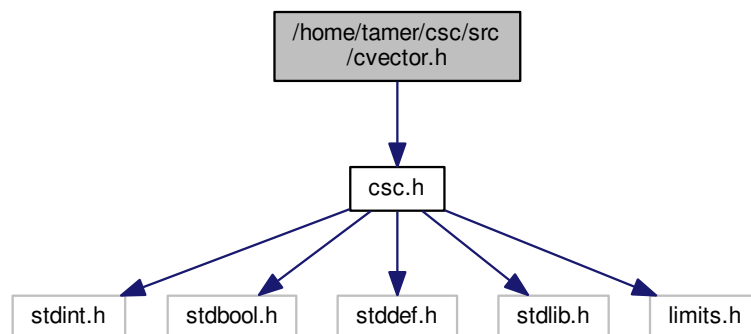 /home/tamer/csc/src
/cvector.h
csc.h
stdint.h
stdbool.h
stddef.h
stdlib.h
limits.h